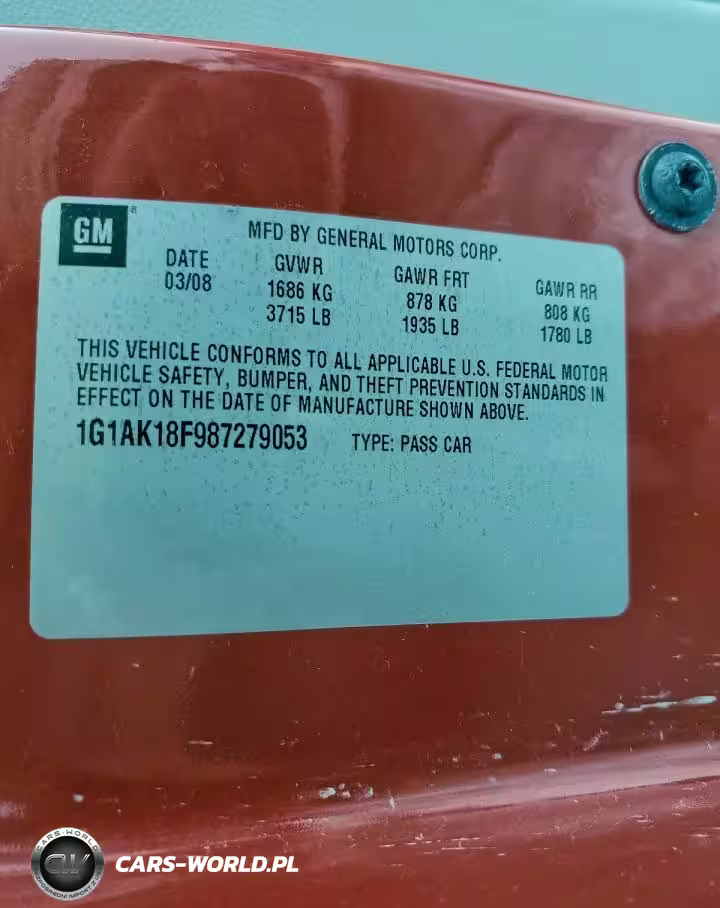 GM®
MFD BY GENERAL MOTORS CORP.
DATE GVWR GAWR FRT GAWR RR
03/08 1686 KG 878 KG 808 KG
3715 LB 1935 LB 1780 LB
THIS VEHICLE CONFORMS TO ALL APPLICABLE U.S. FEDERAL MOTOR
VEHICLE SAFETY, BUMPER, AND THEFT PREVENTION STANDARDS IN
EFFECT ON THE DATE OF MANUFACTURE SHOWN ABOVE.
1G1AK18F987279053 TYPE: PASS CAR
CARS-WORLD
CW
CARS-WORLD.PL